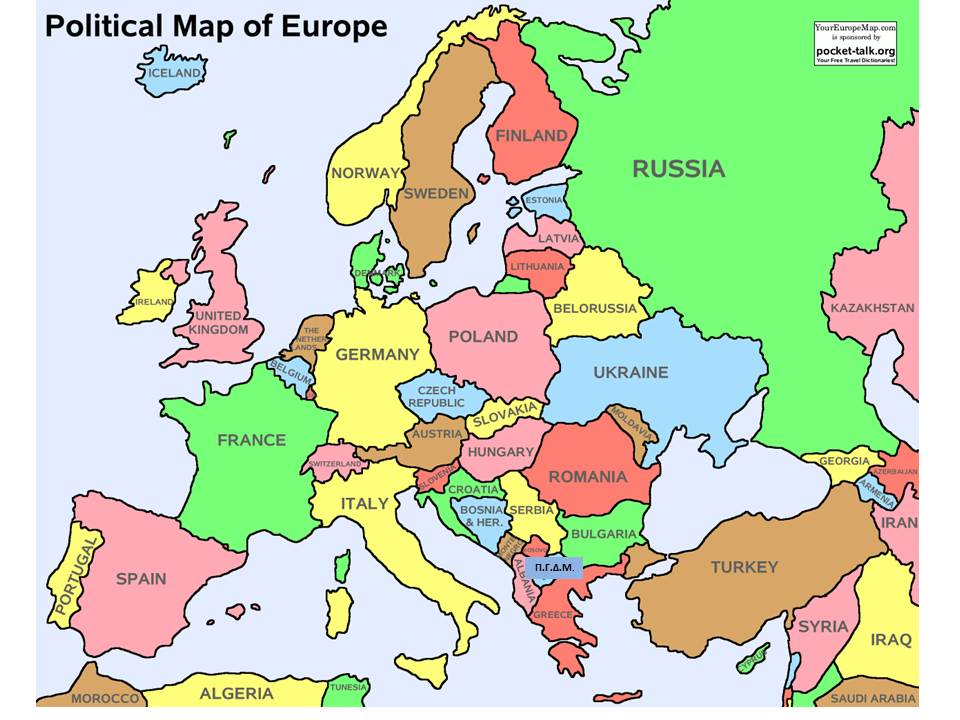 Political Map of Europe
YourEuropeMap.com
is sponsored by
pocket-talk.org
Your Free Travel Dictionaries!
ICELAND
FINLAND
NORWAY
SWEDEN
RUSSIA
ESTONIA
LATVIA
LITHUANIA
DENMARK
IRELAND
UNITED
KINGDOM
THE
NETHER
LANDS
BELGIUM
GERMANY
POLAND
BELORUSSIA
KAZAKHSTAN
UKRAINE
CZECH
REPUBLIC
SLOVAKIA
MOLDAVIA
FRANCE
AUSTRIA
SWITZERLAND
HUNGARY
SLOVENIA
ROMANIA
GEORGIA
AZERBAIJAN
ARMENIA
ITALY
CROATIA
BOSNIA
& HER.
SERBIA
BULGARIA
IRAN
KOSOVO
Π.Γ.Δ.Μ.
ALBANIA
GREECE
TURKEY
PORTUGAL
SPAIN
SYRIA
IRAQ
CYPRUS
MOROCCO
ALGERIA
TUNESIA
SAUDI ARABIA